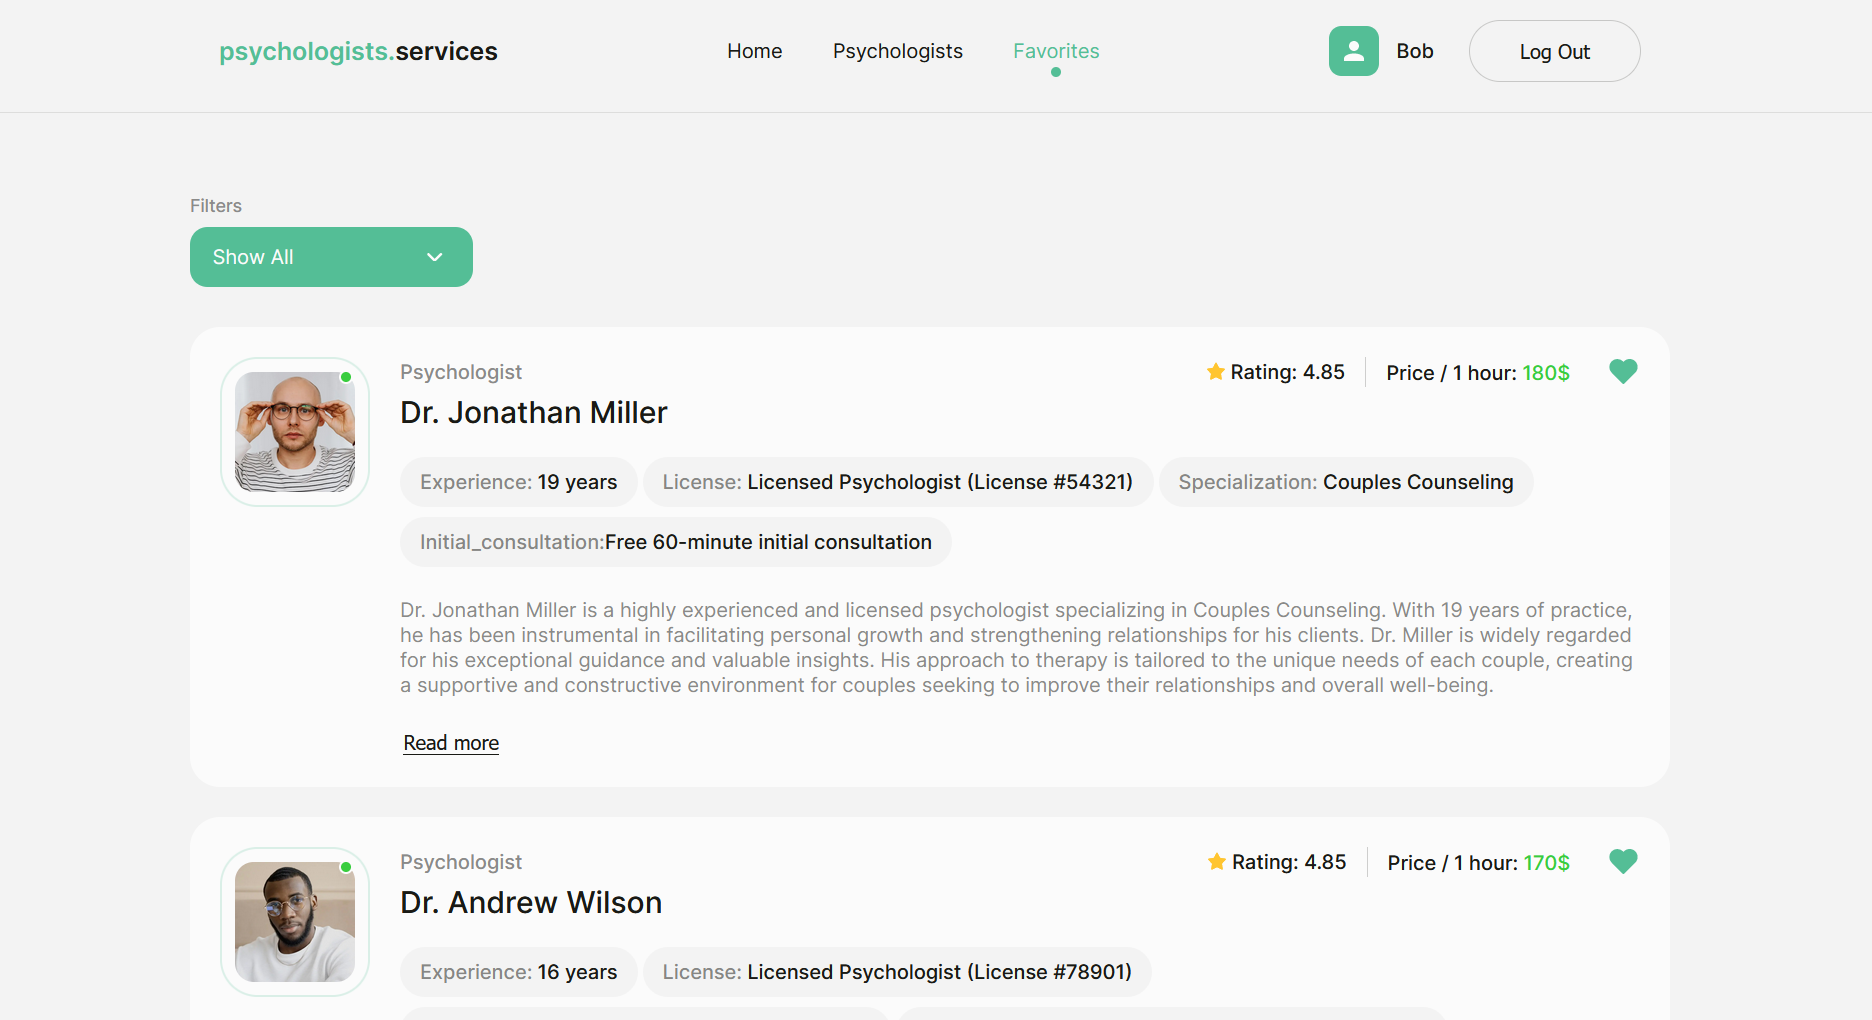 psychologists.services Home Psychologists Favorites Bob Log Out
Filters
Show All
Psychologist Rating: 4.85 Price / 1 hour: 180$
Dr. Jonathan Miller
Experience: 19 years License: Licensed Psychologist (License #54321) Specialization: Couples Counseling
Initial_consultation:Free 60-minute initial consultation
Dr. Jonathan Miller is a highly experienced and licensed psychologist specializing in Couples Counseling. With 19 years of practice,
he has been instrumental in facilitating personal growth and strengthening relationships for his clients. Dr. Miller is widely regarded
for his exceptional guidance and valuable insights. His approach to therapy is tailored to the unique needs of each couple, creating
a supportive and constructive environment for couples seeking to improve their relationships and overall well-being.
Read more
Psychologist Rating: 4.85 Price / 1 hour: 170$
Dr. Andrew Wilson
Experience: 16 years License: Licensed Psychologist (License #78901)